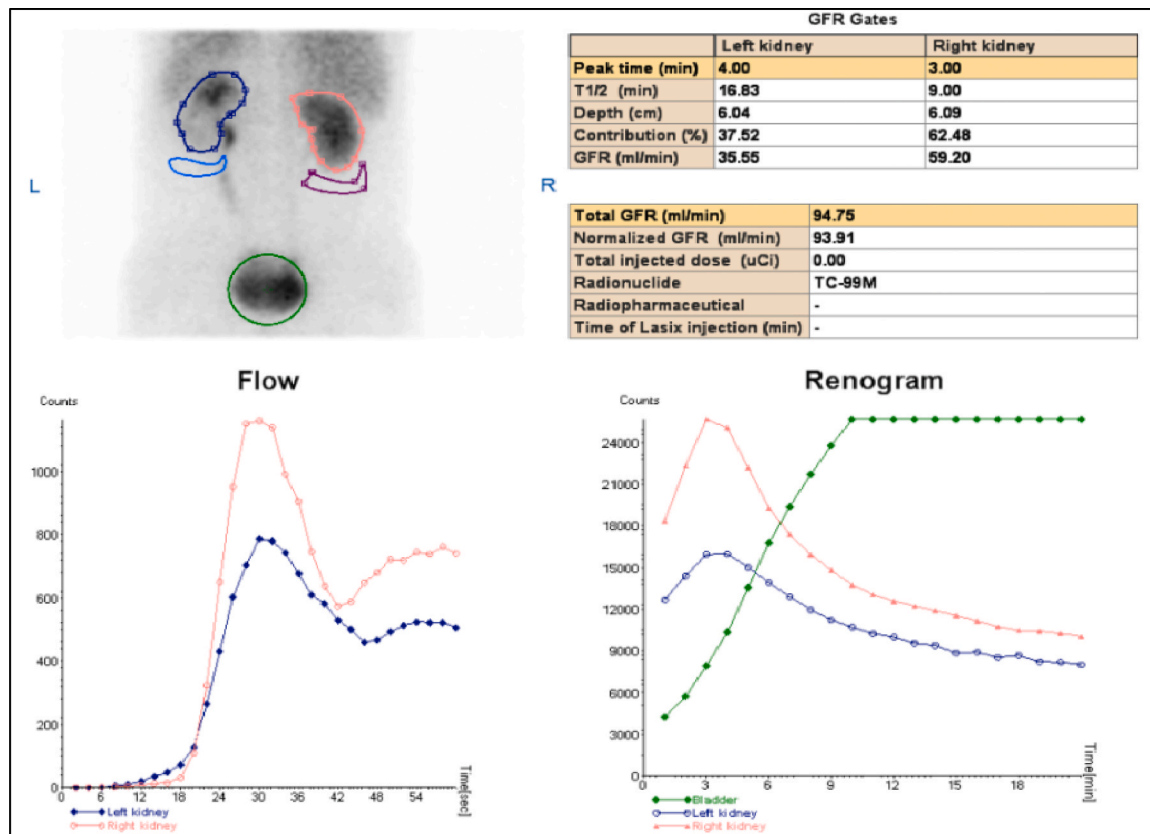 GFR Gates
Left kidney Right kidney
Peak time (min) 4.00 3.00
T1/2 (min) 16.83 9.00
Depth (cm) 6.04 6.09
Contribution (%) 37.52 62.48
GFR (ml/min) 35.55 59.20
L R
Total GFR (ml/min) 94.75
Normalized GFR (ml/min) 93.91
Total injected dose (uCi) 0.00
Radionuclide TC-99M
Radiopharmaceutical -
Time of Lasix injection (min) -
Flow
Counts
1000
800
600
400
200
0
0 6 12 18 24 30 36 42 48 54
Time[sec]
Left kidney
Right kidney
Renogram
Counts
24000
21000
18000
15000
12000
9000
6000
3000
0
0 3 6 9 12 15 18
Time[min]
Bladder
Left kidney
Right kidney